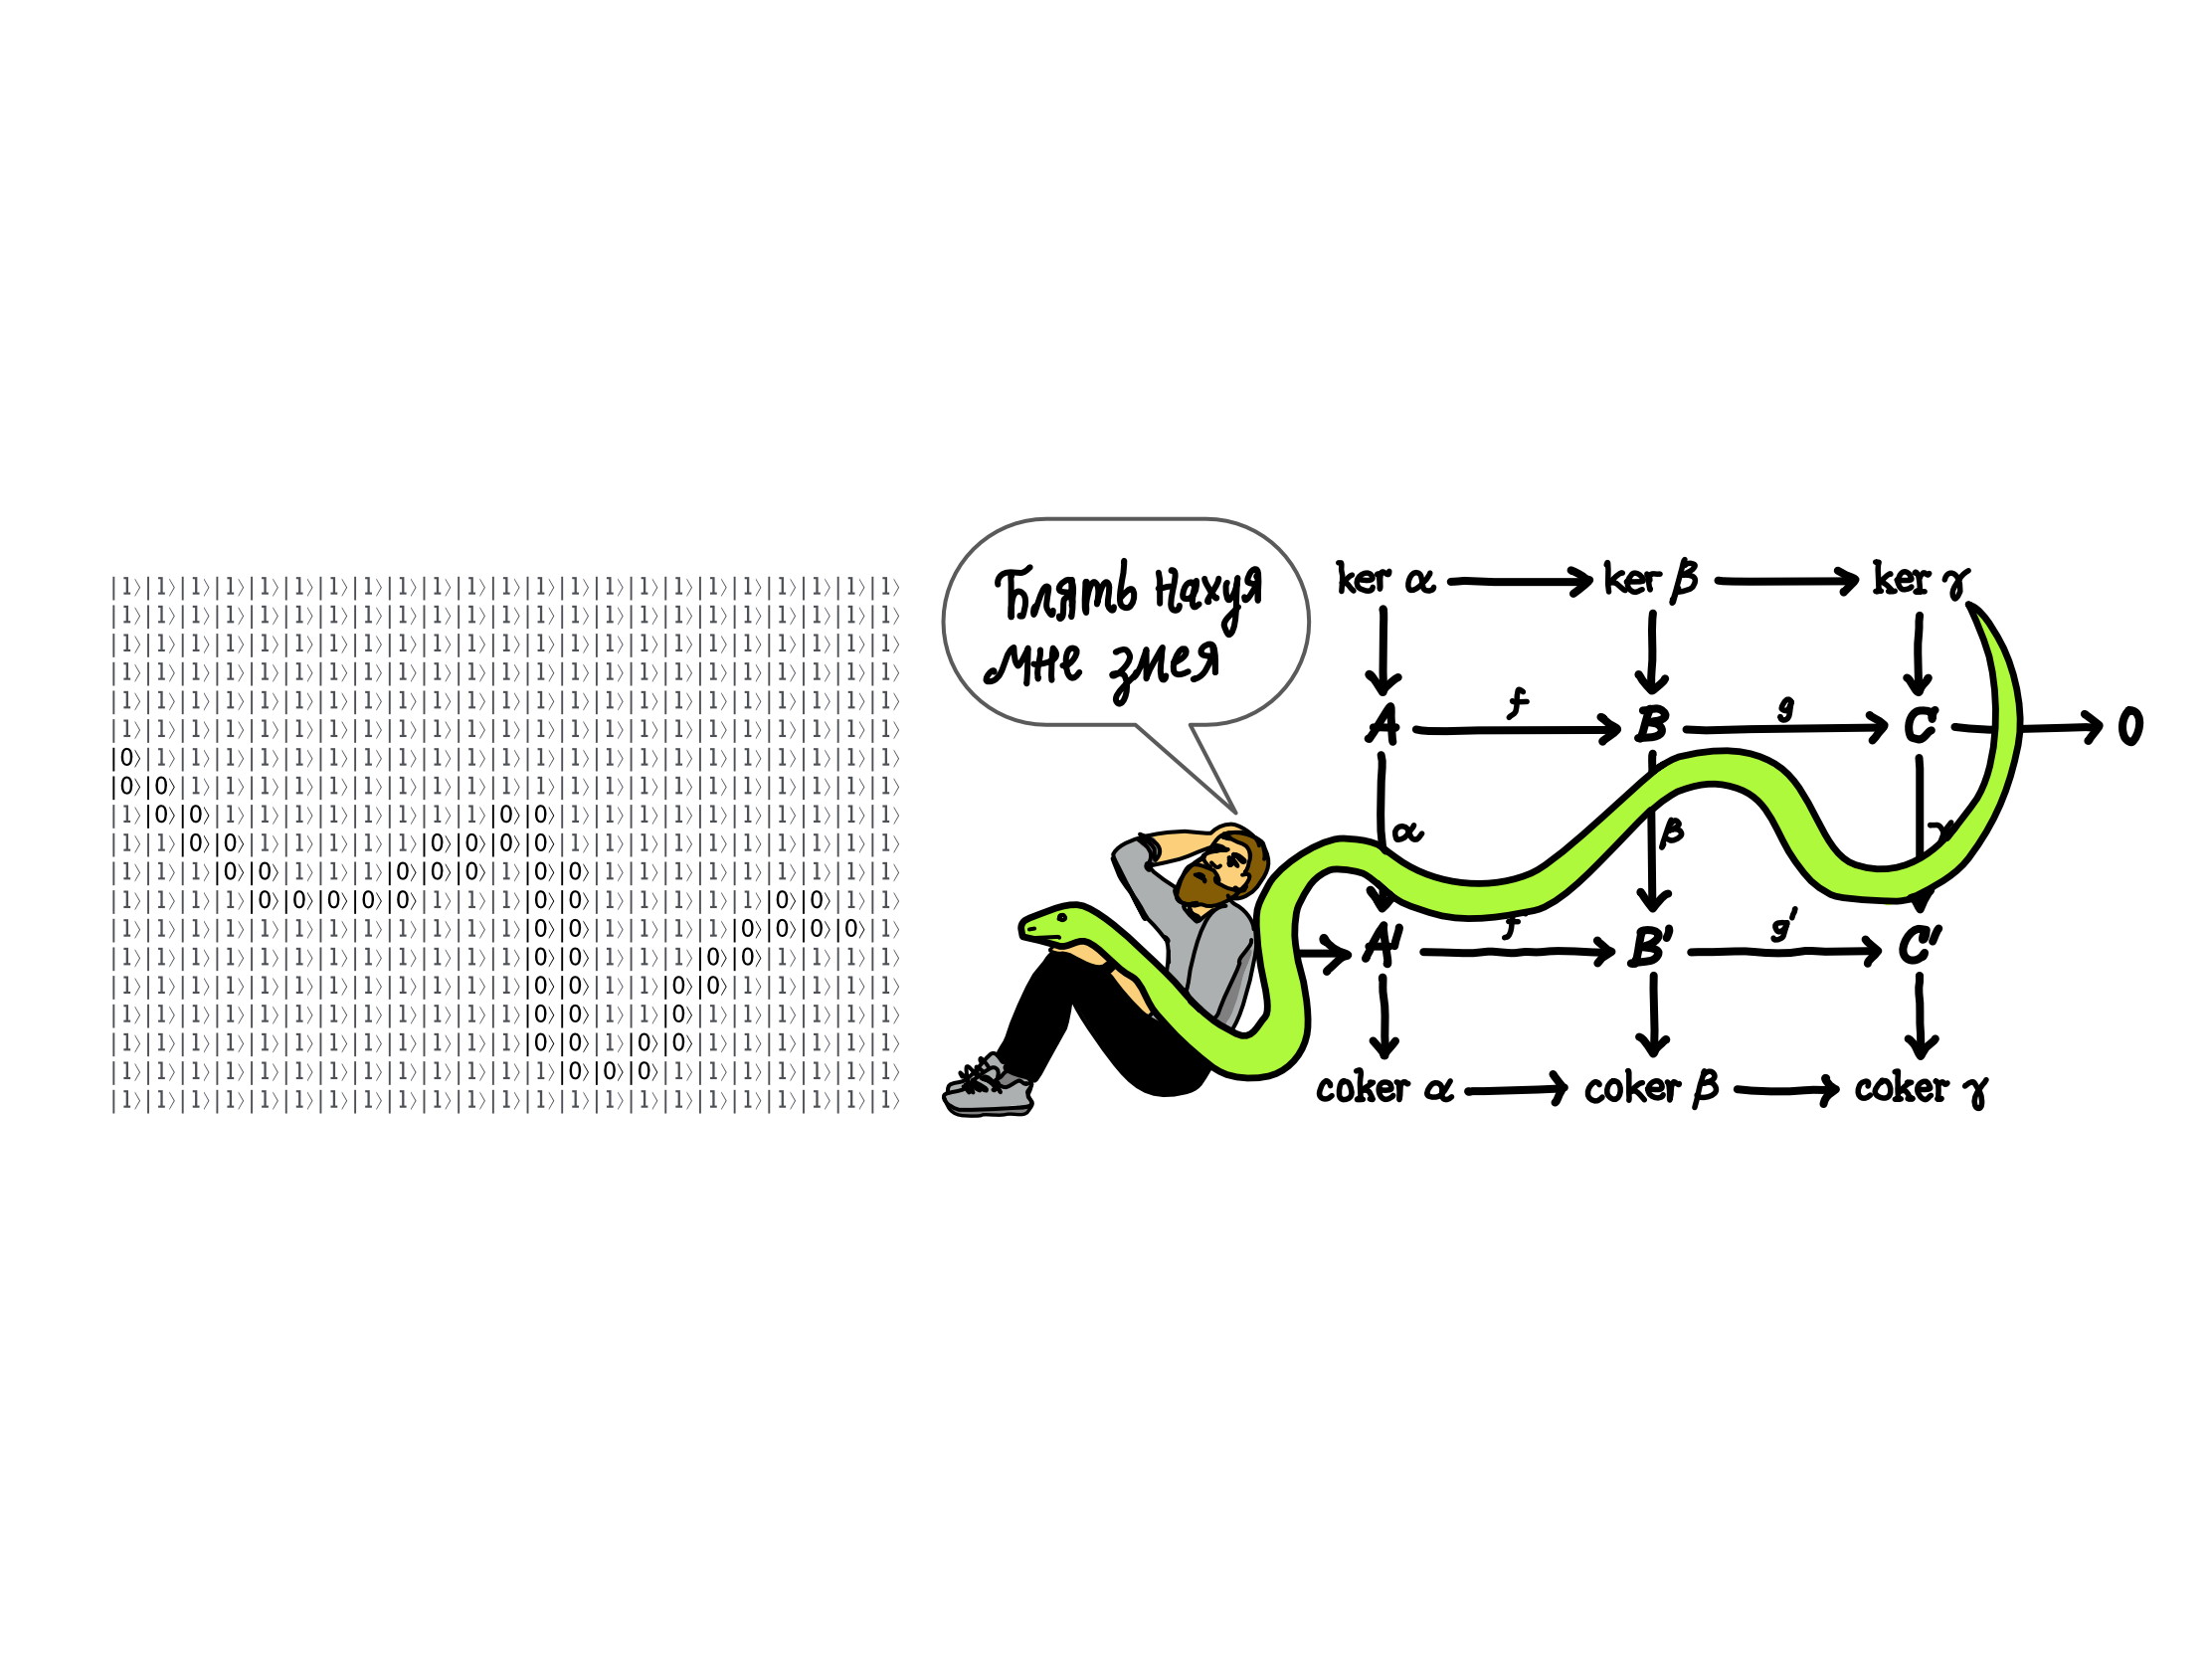 |1⟩|1⟩|1⟩|1⟩|1⟩|1⟩|1⟩|1⟩|1⟩|1⟩|1⟩|1⟩|1⟩|1⟩|1⟩|1⟩|1⟩|1⟩|1⟩|1⟩|1⟩|1⟩|1⟩
|1⟩|1⟩|1⟩|1⟩|1⟩|1⟩|1⟩|1⟩|1⟩|1⟩|1⟩|1⟩|1⟩|1⟩|1⟩|1⟩|1⟩|1⟩|1⟩|1⟩|1⟩|1⟩|1⟩
|1⟩|1⟩|1⟩|1⟩|1⟩|1⟩|1⟩|1⟩|1⟩|1⟩|1⟩|1⟩|1⟩|1⟩|1⟩|1⟩|1⟩|1⟩|1⟩|1⟩|1⟩|1⟩|1⟩
|1⟩|1⟩|1⟩|1⟩|1⟩|1⟩|1⟩|1⟩|1⟩|1⟩|1⟩|1⟩|1⟩|1⟩|1⟩|1⟩|1⟩|1⟩|1⟩|1⟩|1⟩|1⟩|1⟩
|1⟩|1⟩|1⟩|1⟩|1⟩|1⟩|1⟩|1⟩|1⟩|1⟩|1⟩|1⟩|1⟩|1⟩|1⟩|1⟩|1⟩|1⟩|1⟩|1⟩|1⟩|1⟩|1⟩
|1⟩|1⟩|1⟩|1⟩|1⟩|1⟩|1⟩|1⟩|1⟩|1⟩|1⟩|1⟩|1⟩|1⟩|1⟩|1⟩|1⟩|1⟩|1⟩|1⟩|1⟩|1⟩|1⟩
|0⟩|1⟩|1⟩|1⟩|1⟩|1⟩|1⟩|1⟩|1⟩|1⟩|1⟩|1⟩|1⟩|1⟩|1⟩|1⟩|1⟩|1⟩|1⟩|1⟩|1⟩|1⟩|1⟩
|0⟩|0⟩|1⟩|1⟩|1⟩|1⟩|1⟩|1⟩|1⟩|1⟩|1⟩|1⟩|1⟩|1⟩|1⟩|1⟩|1⟩|1⟩|1⟩|1⟩|1⟩|1⟩|1⟩
|1⟩|0⟩|0⟩|1⟩|1⟩|1⟩|1⟩|1⟩|1⟩|1⟩|1⟩|0⟩|0⟩|1⟩|1⟩|1⟩|1⟩|1⟩|1⟩|1⟩|1⟩|1⟩|1⟩
|1⟩|1⟩|0⟩|0⟩|1⟩|1⟩|1⟩|1⟩|1⟩|0⟩|0⟩|0⟩|0⟩|1⟩|1⟩|1⟩|1⟩|1⟩|1⟩|1⟩|1⟩|1⟩|1⟩
|1⟩|1⟩|1⟩|0⟩|0⟩|1⟩|1⟩|1⟩|0⟩|0⟩|0⟩|1⟩|0⟩|0⟩|1⟩|1⟩|1⟩|1⟩|1⟩|1⟩|1⟩|1⟩|1⟩
|1⟩|1⟩|1⟩|1⟩|0⟩|0⟩|0⟩|0⟩|0⟩|1⟩|1⟩|1⟩|0⟩|0⟩|1⟩|1⟩|1⟩|1⟩|1⟩|0⟩|0⟩|1⟩|1⟩
|1⟩|1⟩|1⟩|1⟩|1⟩|1⟩|1⟩|1⟩|1⟩|1⟩|1⟩|1⟩|0⟩|0⟩|1⟩|1⟩|1⟩|1⟩|0⟩|0⟩|0⟩|0⟩|1⟩
|1⟩|1⟩|1⟩|1⟩|1⟩|1⟩|1⟩|1⟩|1⟩|1⟩|1⟩|1⟩|0⟩|0⟩|1⟩|1⟩|1⟩|0⟩|0⟩|1⟩|1⟩|1⟩|1⟩
|1⟩|1⟩|1⟩|1⟩|1⟩|1⟩|1⟩|1⟩|1⟩|1⟩|1⟩|1⟩|0⟩|0⟩|1⟩|1⟩|0⟩|0⟩|1⟩|1⟩|1⟩|1⟩|1⟩
|1⟩|1⟩|1⟩|1⟩|1⟩|1⟩|1⟩|1⟩|1⟩|1⟩|1⟩|1⟩|0⟩|0⟩|1⟩|1⟩|0⟩|1⟩|1⟩|1⟩|1⟩|1⟩|1⟩
|1⟩|1⟩|1⟩|1⟩|1⟩|1⟩|1⟩|1⟩|1⟩|1⟩|1⟩|1⟩|0⟩|0⟩|1⟩|0⟩|0⟩|1⟩|1⟩|1⟩|1⟩|1⟩|1⟩
|1⟩|1⟩|1⟩|1⟩|1⟩|1⟩|1⟩|1⟩|1⟩|1⟩|1⟩|1⟩|1⟩|0⟩|0⟩|0⟩|1⟩|1⟩|1⟩|1⟩|1⟩|1⟩|1⟩
|1⟩|1⟩|1⟩|1⟩|1⟩|1⟩|1⟩|1⟩|1⟩|1⟩|1⟩|1⟩|1⟩|1⟩|1⟩|1⟩|1⟩|1⟩|1⟩|1⟩|1⟩|1⟩|1⟩
Блять нахуя
мне змея
ker α ker β ker γ
f g
A B C 0
α β
g'
A' B' C'
coker α coker β coker γ